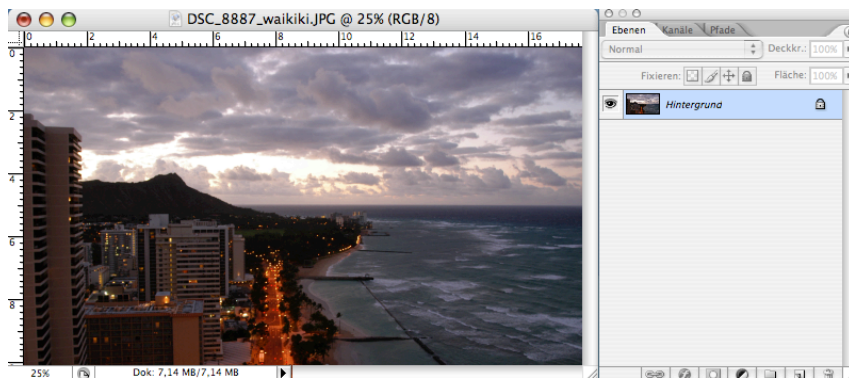 DSC_8887_waikiki.JPG @ 25% (RGB/8)
0 2 4 6 8 10 12 14 16
0
2
4
6
8
25% Dok: 7,14 MB/7,14 MB
Ebenen Kanäle Pfade
Normal Deckkr.: 100%
Fixieren: Fläche: 100%
Hintergrund